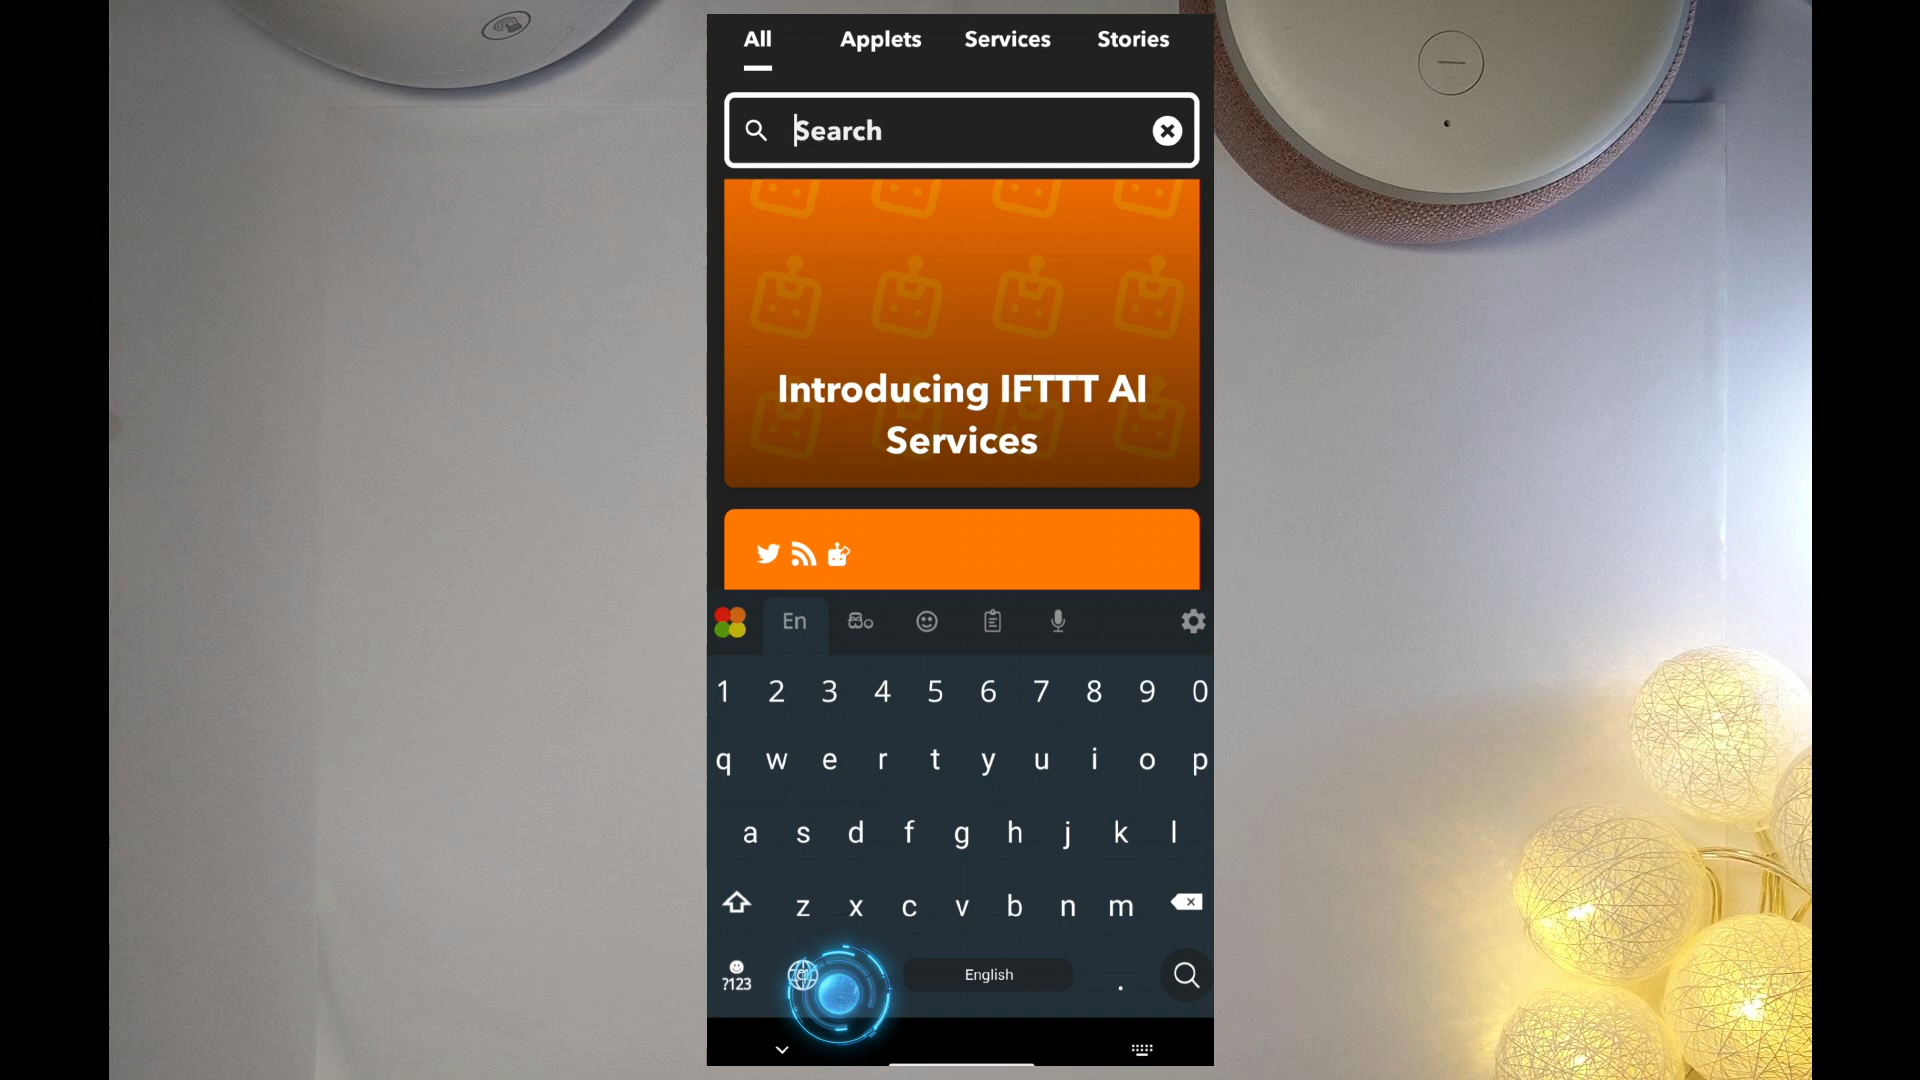 All Applets Services Stories
Search
Introducing IFTTT AI
Services
En සිං
1 2 3 4 5 6 7 8 9 0
q w e r t y u i o p
a s d f g h j k l
z x c v b n m
?123 English .